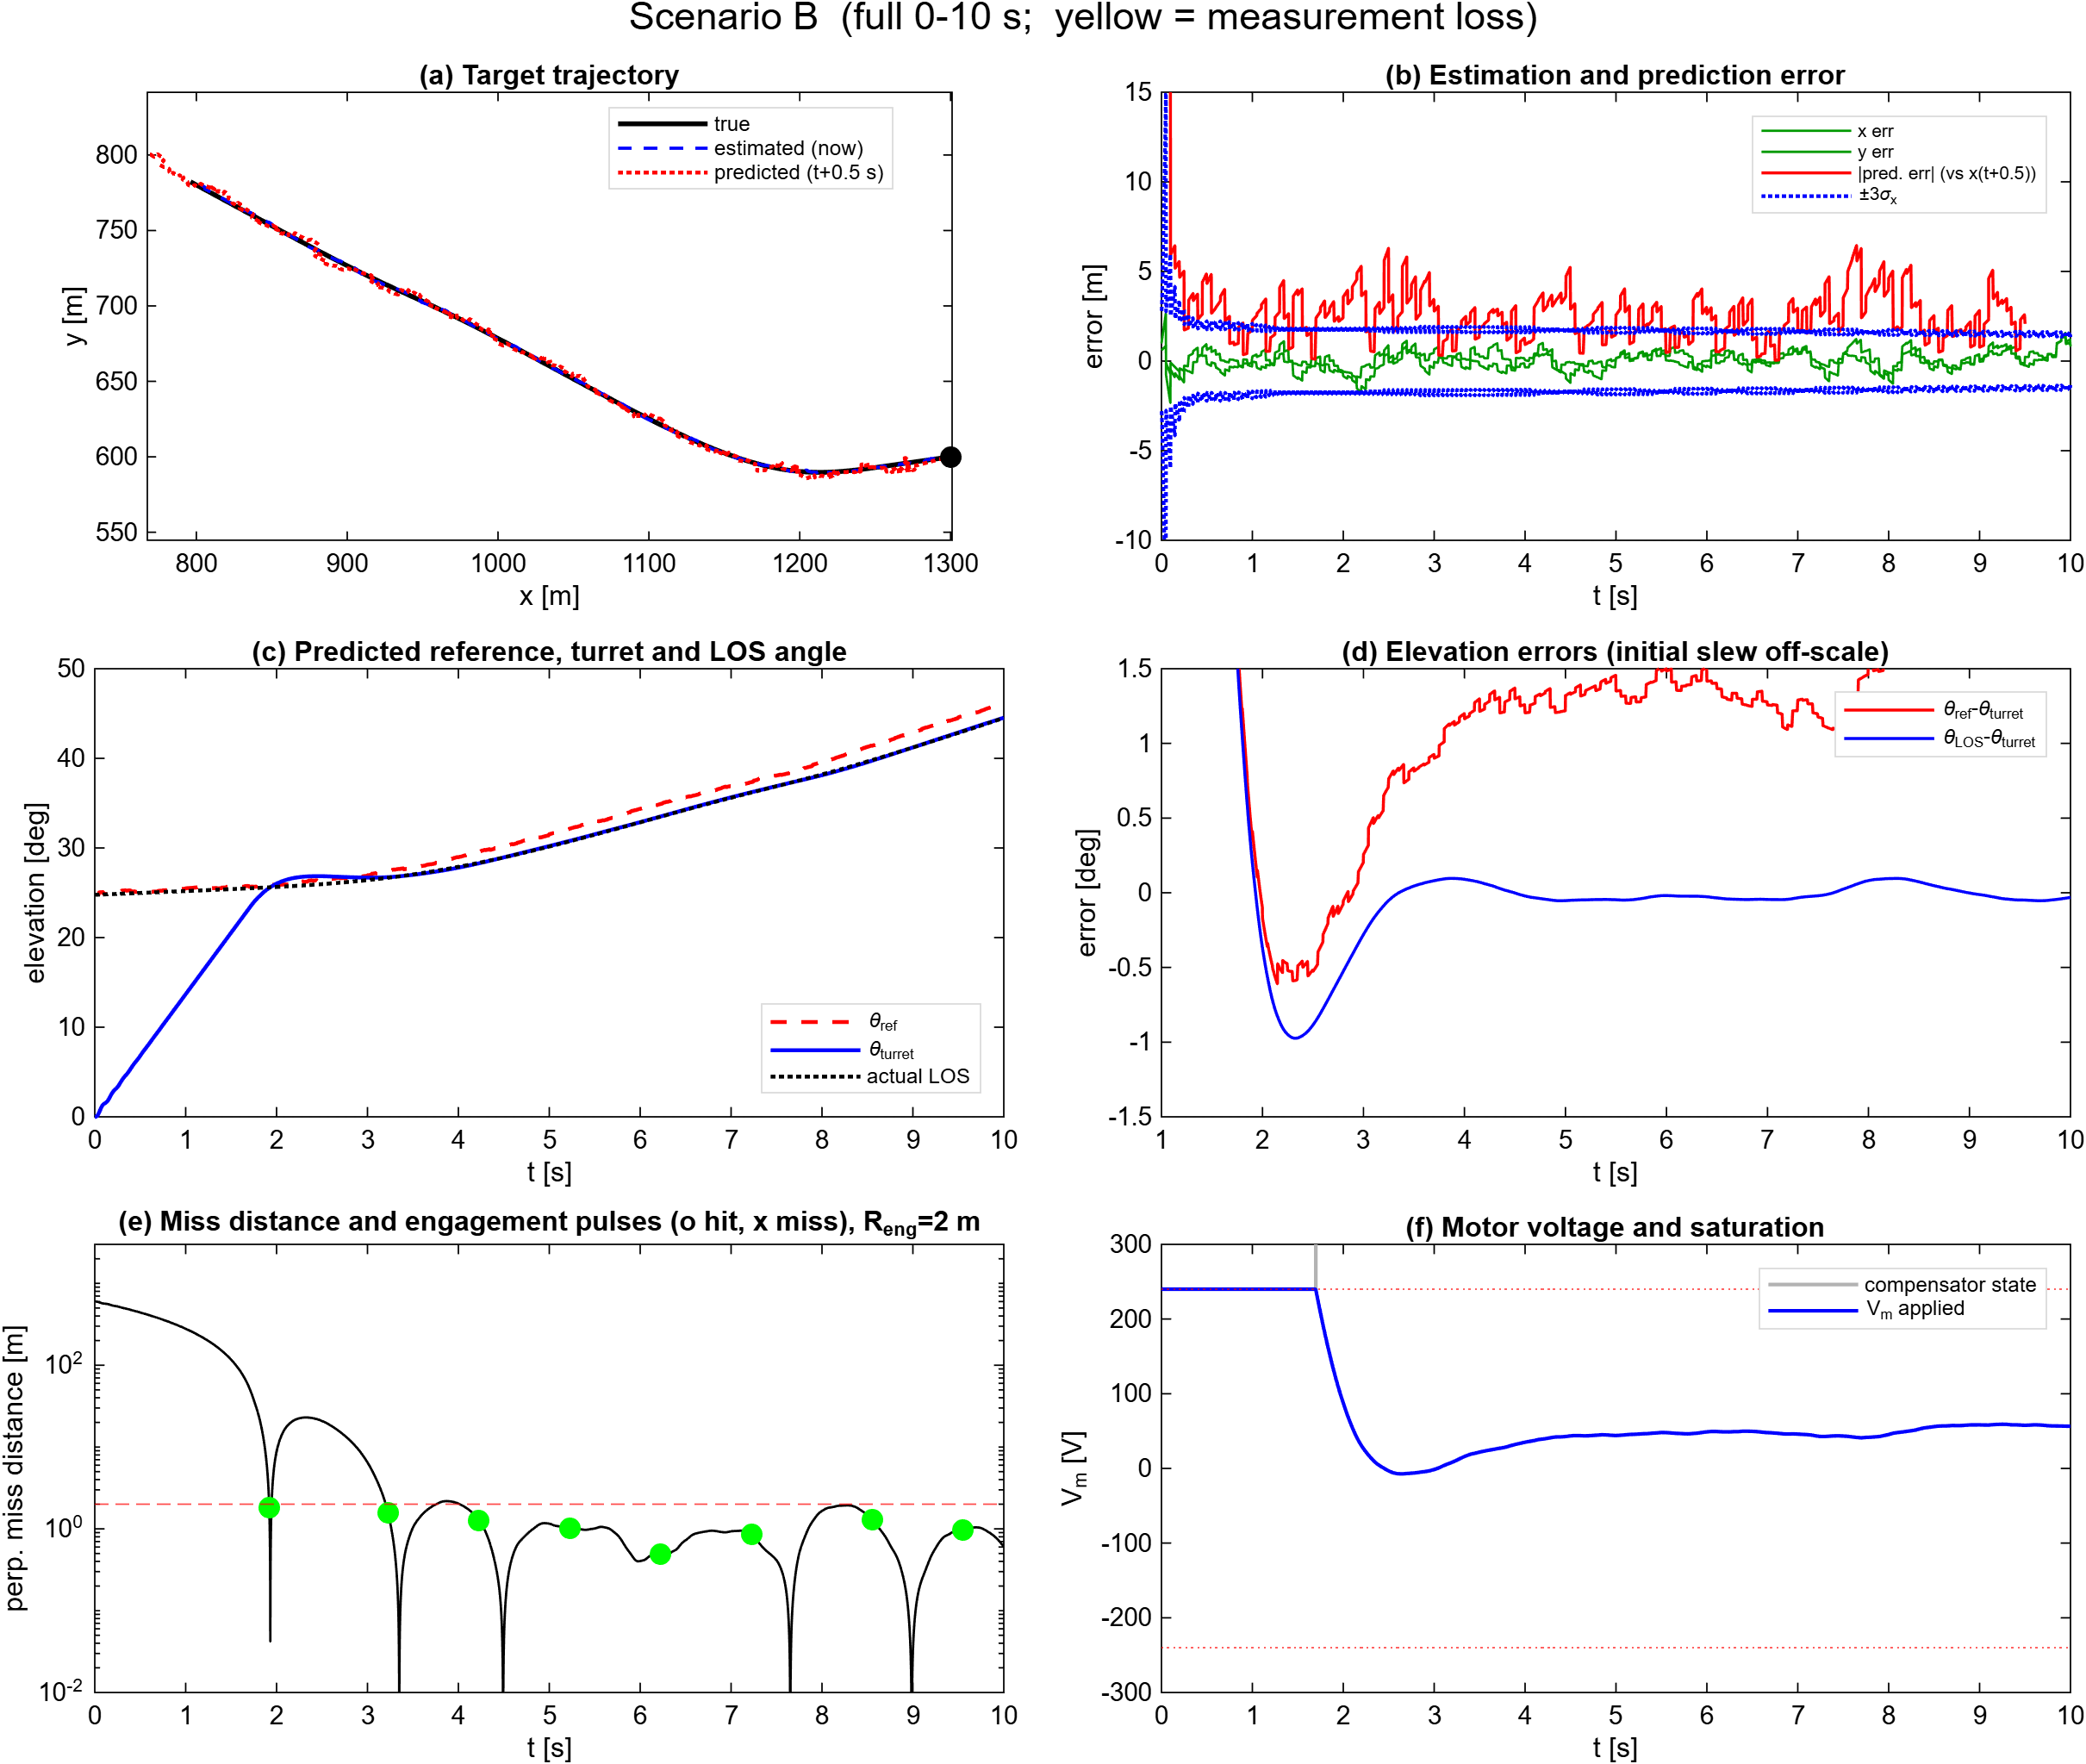 Scenario B (full 0-10 s; yellow = measurement loss)
(a) Target trajectory
true
estimated (now)
predicted (t+0.5 s)
800
750
700
650
600
550
y [m]
800 900 1000 1100 1200 1300
x [m]
(b) Estimation and prediction error
x err
y err
|pred. err| (vs x(t+0.5))
±3σx
15
10
5
0
-5
-10
error [m]
0 1 2 3 4 5 6 7 8 9 10
t [s]
(c) Predicted reference, turret and LOS angle
50
40
30
20
10
0
elevation [deg]
θref
θturret
actual LOS
0 1 2 3 4 5 6 7 8 9 10
t [s]
(d) Elevation errors (initial slew off-scale)
1.5
1
0.5
0
-0.5
-1
-1.5
error [deg]
θref-θturret
θLOS-θturret
1 2 3 4 5 6 7 8 9 10
t [s]
(e) Miss distance and engagement pulses (o hit, x miss), Reng=2 m
10²
10⁰
10⁻²
perp. miss distance [m]
0 1 2 3 4 5 6 7 8 9 10
t [s]
(f) Motor voltage and saturation
300
200
100
0
-100
-200
-300
Vm [V]
compensator state
Vm applied
0 1 2 3 4 5 6 7 8 9 10
t [s]